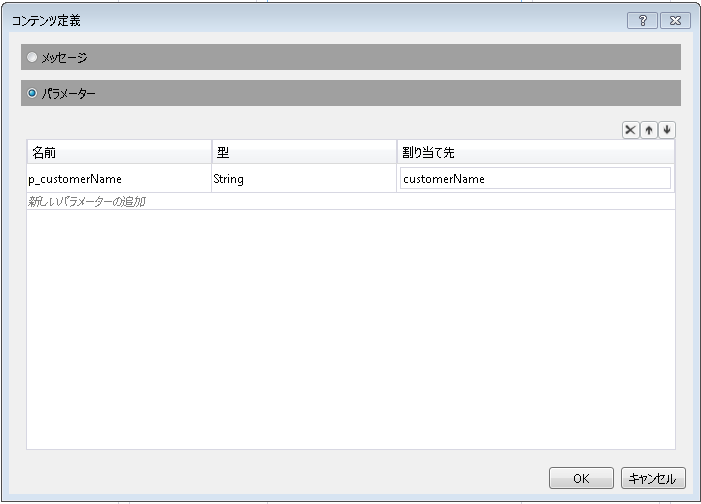 コンテンツ定義
メッセージ
パラメーター
名前 型 割り当て先
p_customerName String customerName
新しいパラメーターの追加
OK キャンセル